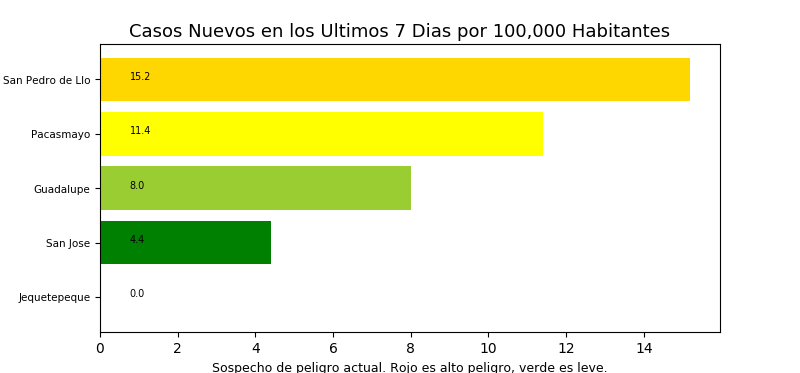 Casos Nuevos en los Ultimos 7 Dias por 100,000 Habitantes
San Pedro de Llo 15.2
Pacasmayo 11.4
Guadalupe 8.0
San Jose 4.4
Jequetepeque 0.0
0 2 4 6 8 10 12 14
Sospecho de peligro actual. Rojo es alto peligro, verde es leve.